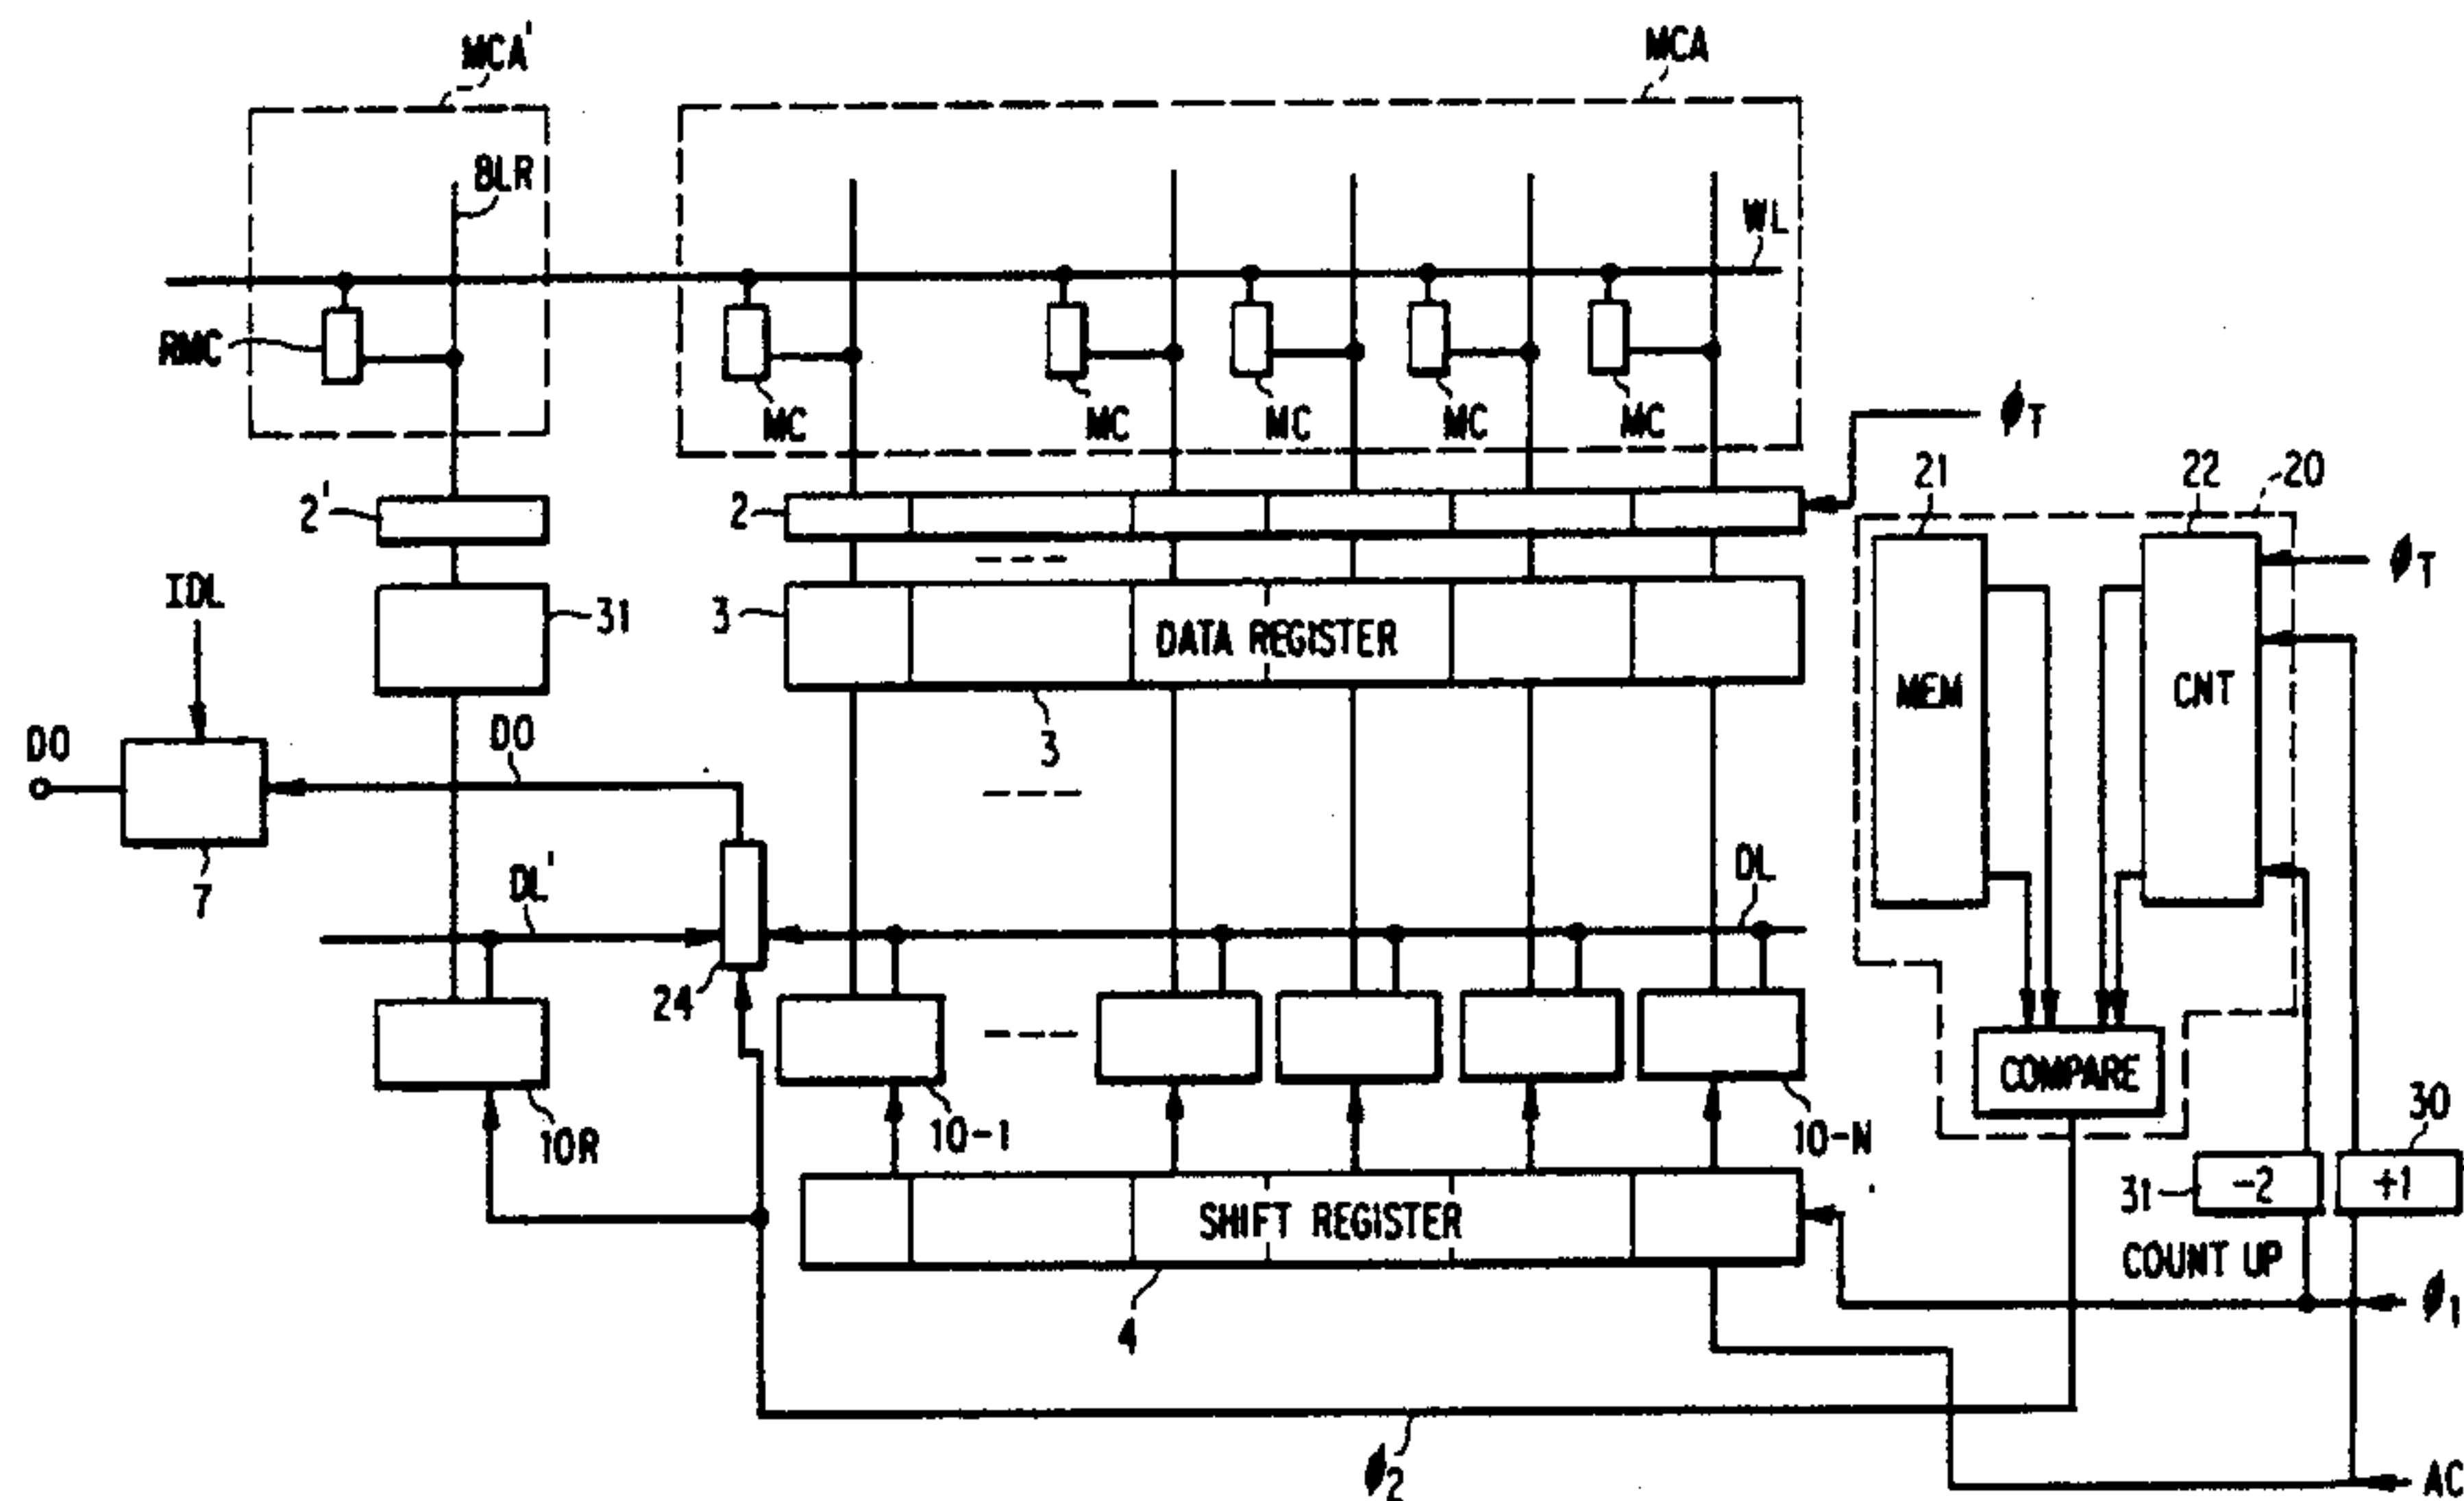 MCA'
MCA
BLR
WL
RMC
MC
MC
MC
MC
MC
ϕT
2'
2
21
22
20
ϕT
IDL
31
3
DATA REGISTER
MEM
CNT
3
DO
DO
7
DL'
DL
24
COMPARE
10R
10-1
10-N
30
31
-2
+1
SHIFT REGISTER
COUNT UP
4
ϕ1
ϕ2
AC